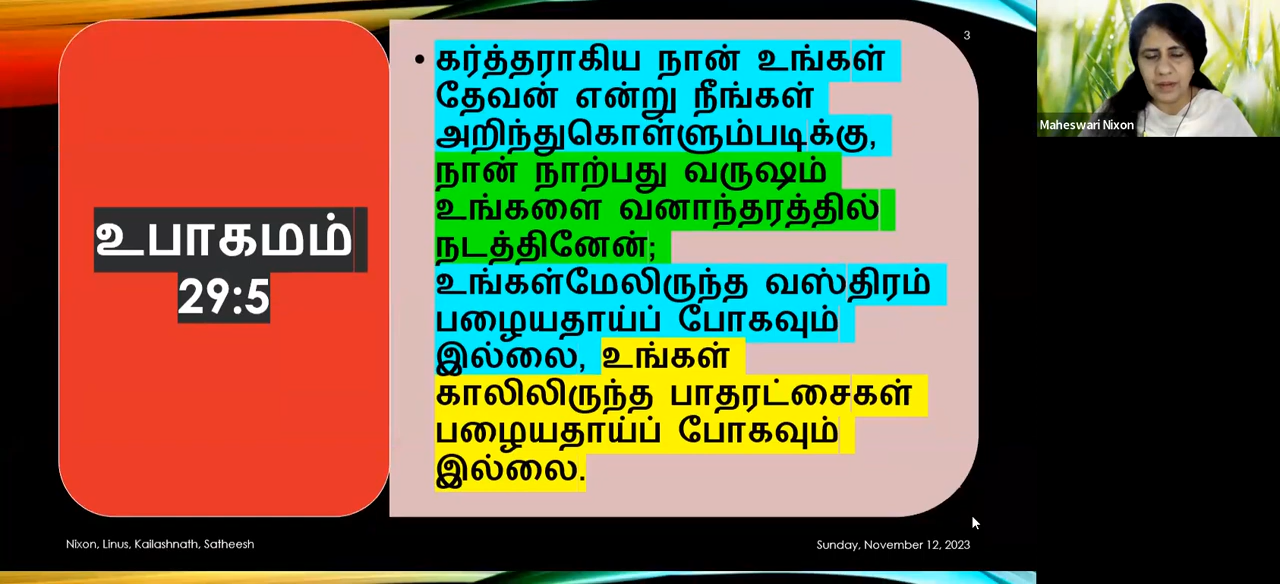 3
உபாகமம்
29:5
• கர்த்தராகிய நான் உங்கள்
தேவன் என்று நீங்கள்
அறிந்துகொள்ளும்படிக்கு,
நான் நாற்பது வருஷம்
உங்களை வனாந்தரத்தில்
நடத்தினேன்;
உங்கள்மேலிருந்த வஸ்திரம்
பழையதாய்ப் போகவும்
இல்லை, உங்கள்
காலிலிருந்த பாதரட்சைகள்
பழையதாய்ப் போகவும்
இல்லை.
Nixon, Linus, Kailashnath, Satheesh
Sunday, November 12, 2023
Maheswari Nixon